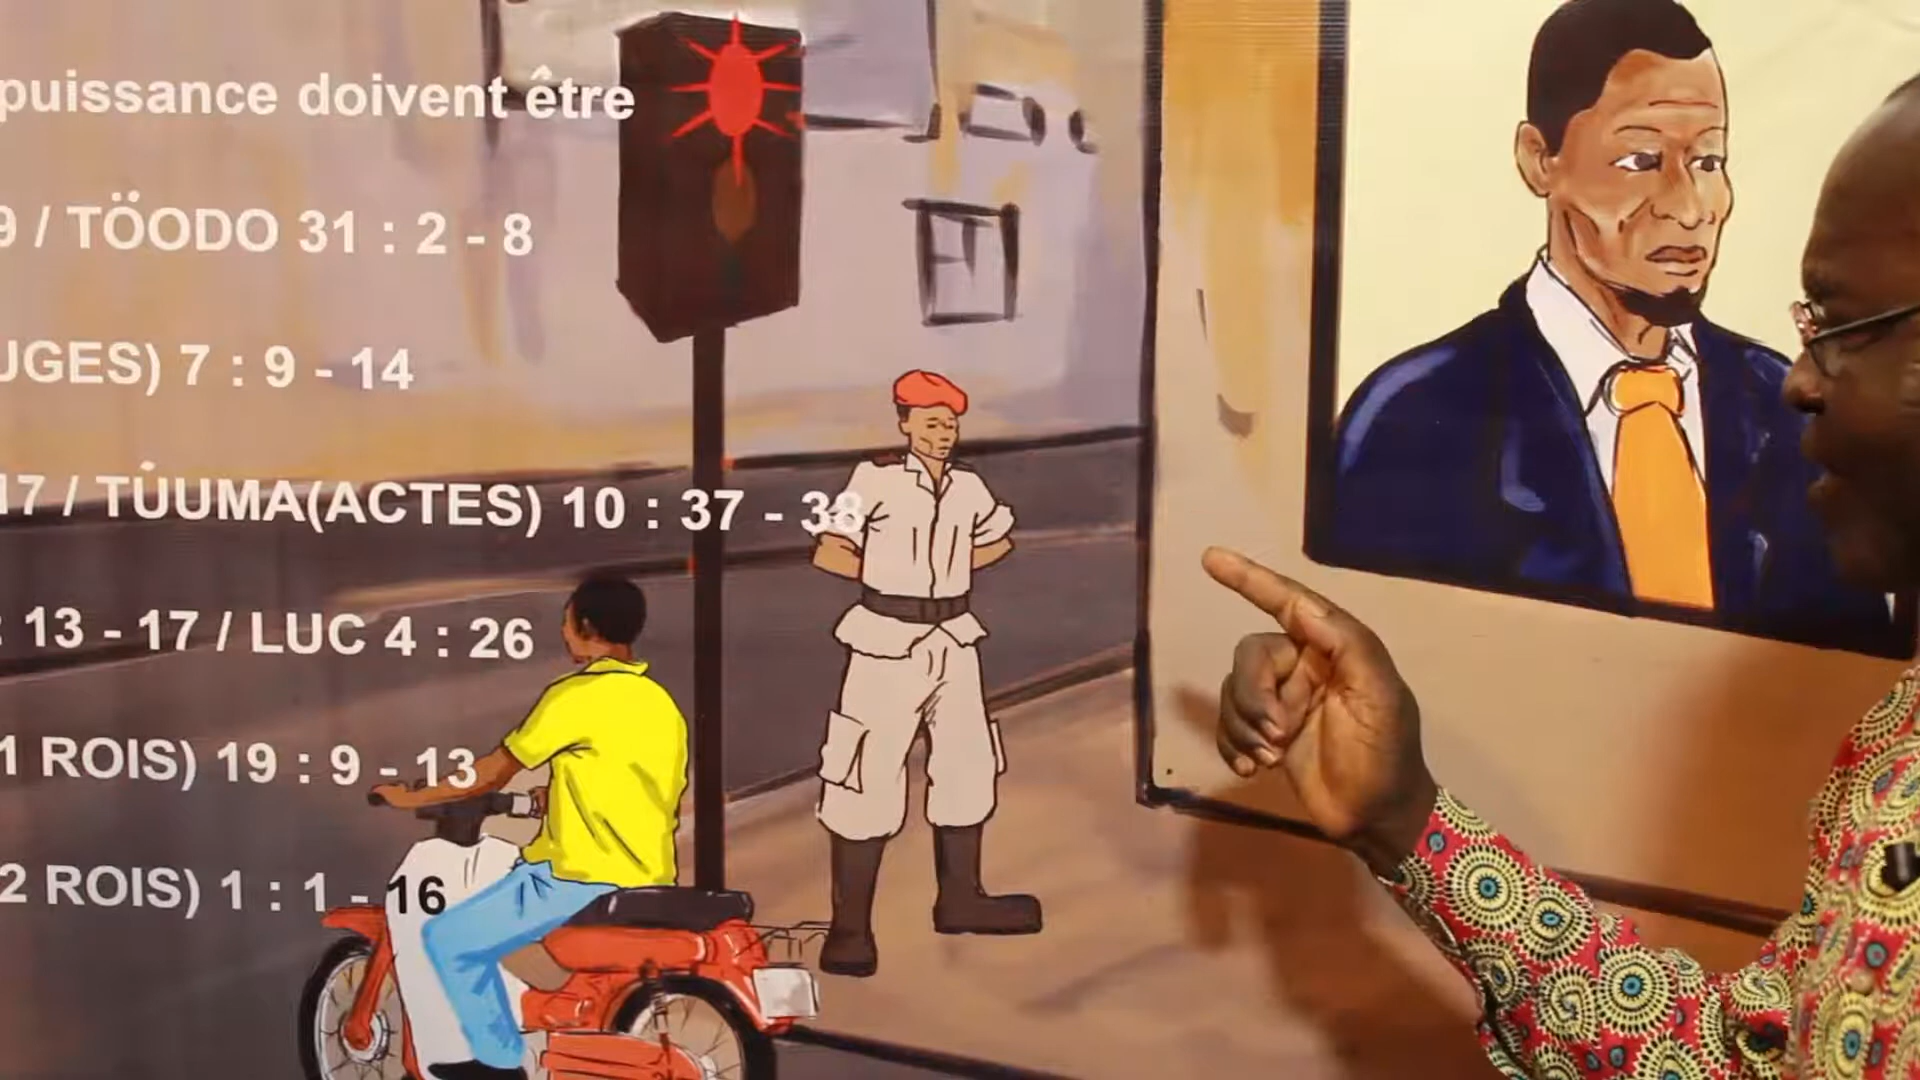 puissance doivent être
9 / TÖODO 31 : 2 - 8
UGES) 7 : 9 - 14
17 / TÚUMA(ACTES) 10 : 37 - 38
: 13 - 17 / LUC 4 : 26
1 ROIS) 19 : 9 - 13
2 ROIS) 1 : 1 - 16